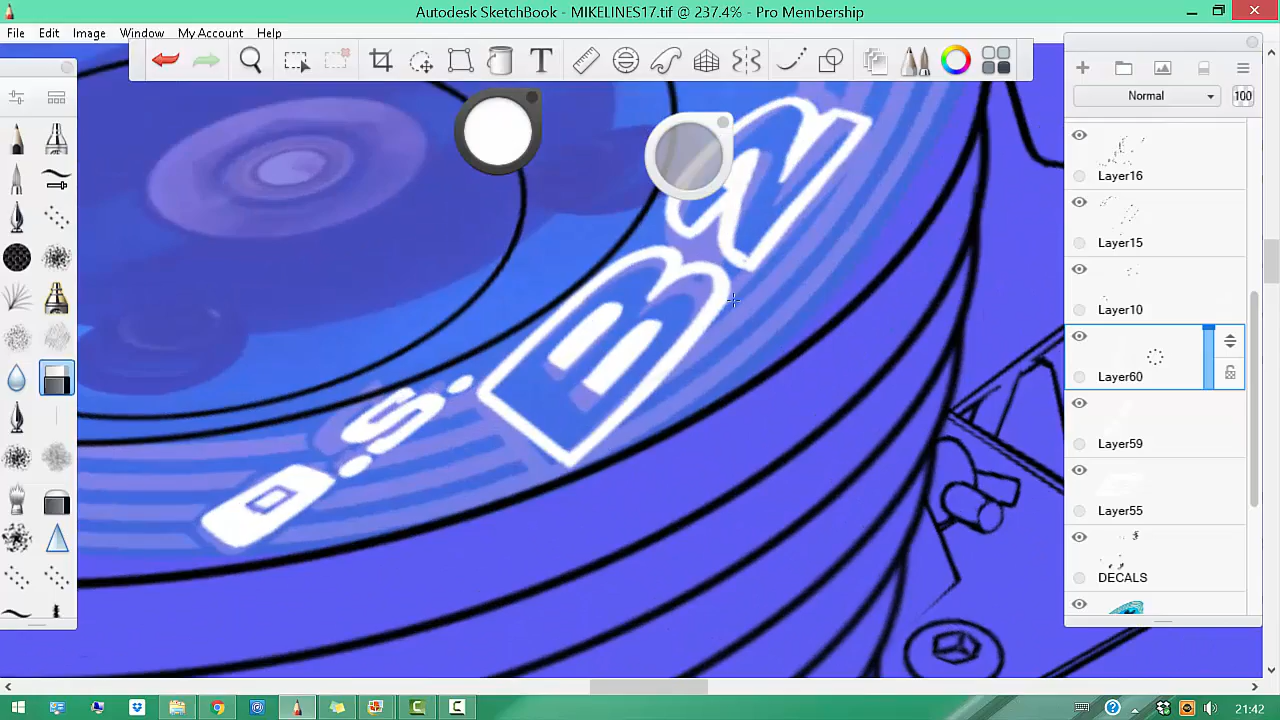 Autodesk SketchBook - MIKELINES17.tif @ 237.4% - Pro Membership
File Edit Image Window My Account Help
T
Normal 100
Layer16
Layer15
Layer10
Layer60
Layer59
Layer55
DECALS
21:42